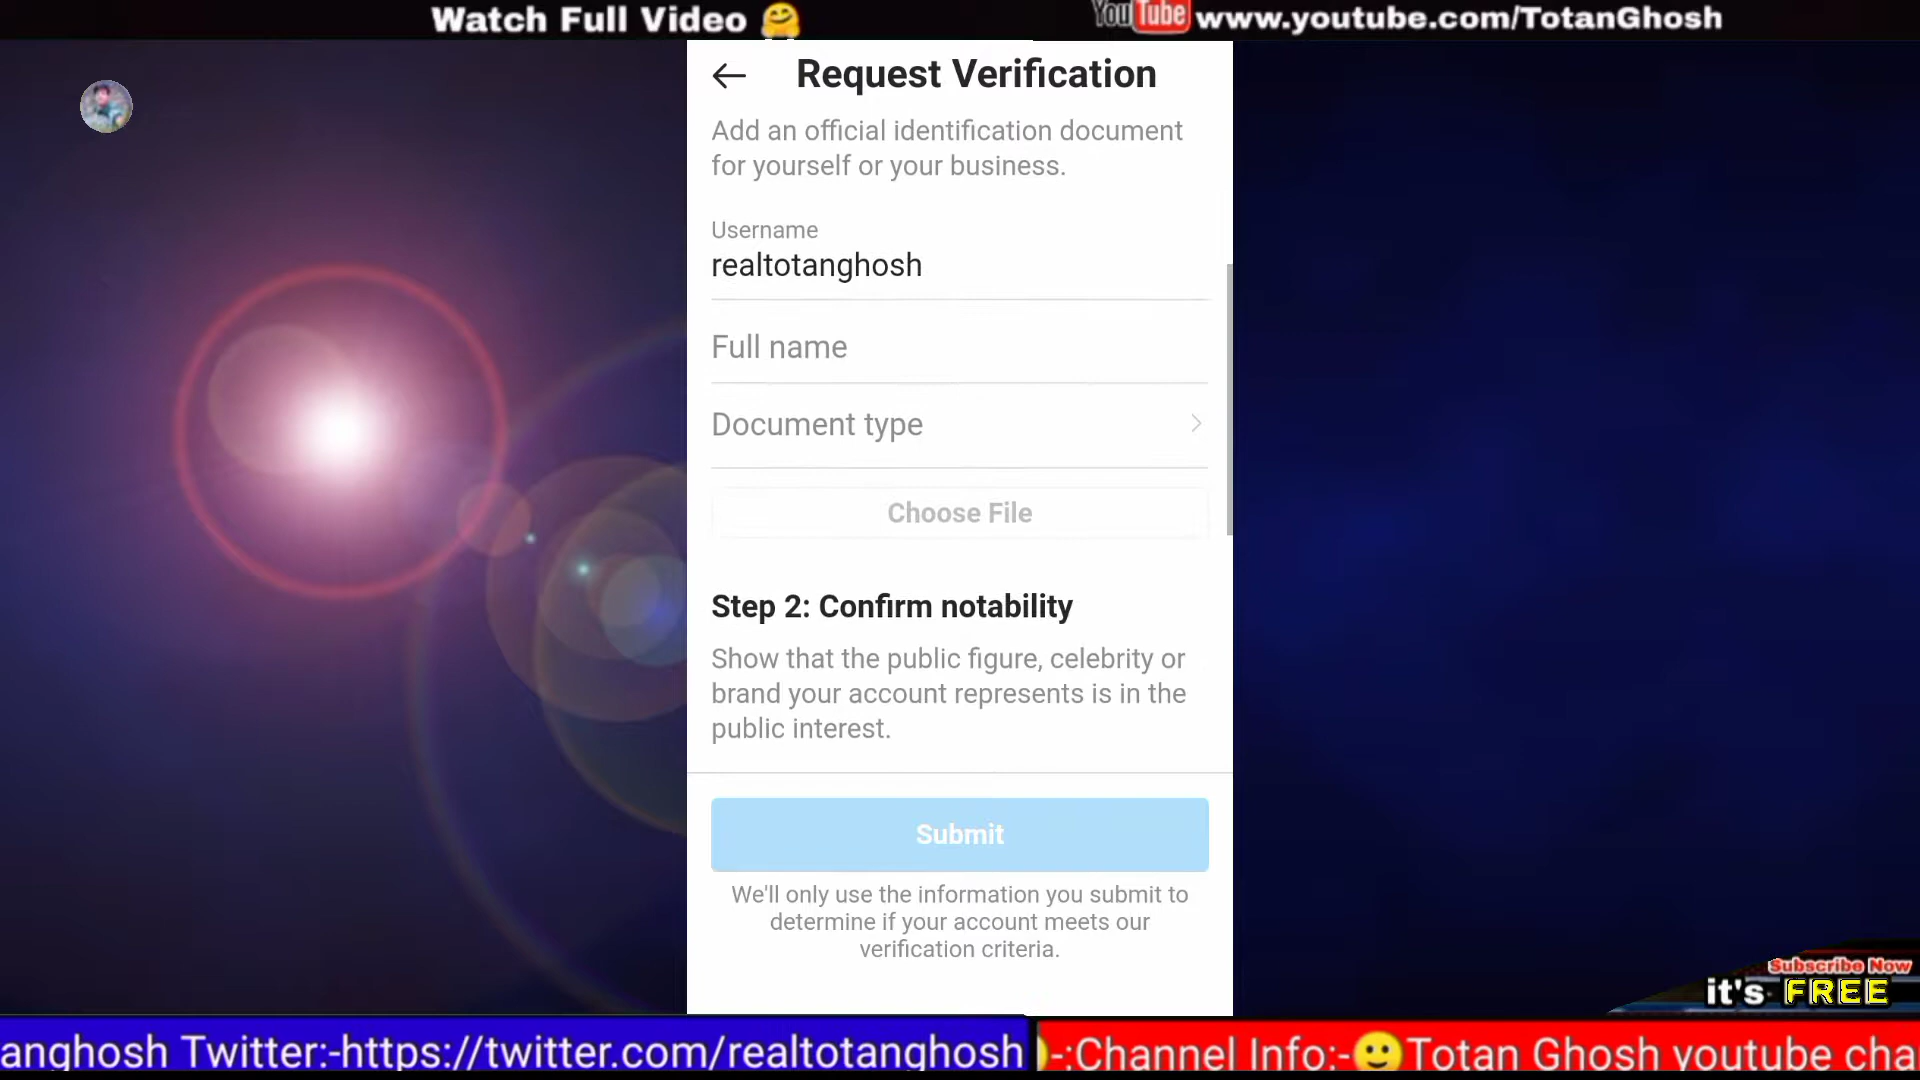 Watch Full Video 🤗
YouTube www.youtube.com/TotanGhosh
Request Verification
Add an official identification document
for yourself or your business.
Username
realtotanghosh
Full name
Document type
Choose File
Step 2: Confirm notability
Show that the public figure, celebrity or
brand your account represents is in the
public interest.
Submit
We'll only use the information you submit to
determine if your account meets our
verification criteria.
Subscribe Now
it's FREE
anghosh Twitter:-https://twitter.com/realtotanghosh
-:Channel Info:-🙂Totan Ghosh youtube cha